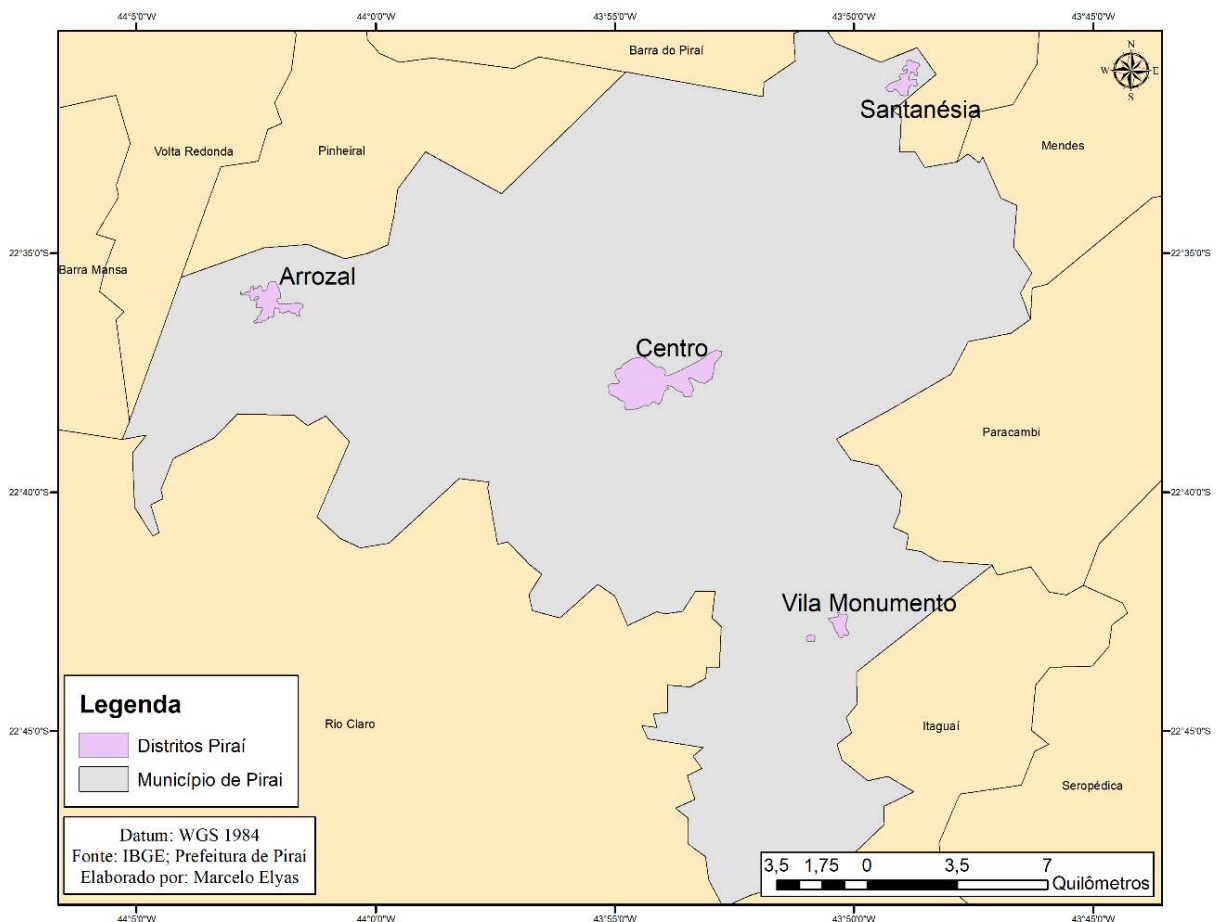 44°5'0"W 44°0'0"W 43°55'0"W 43°50'0"W 43°45'0"W
Barra do Piraí
N
W E
S
Santanésia
Volta Redonda
Pinheiral
Mendes
22°35'0"S 22°35'0"S
Barra Mansa
Arrozal
Centro
Paracambi
22°40'0"S 22°40'0"S
Vila Monumento
Legenda
Distritos Piraí
Município de Pirai
Rio Claro
Itaguaí
22°45'0"S 22°45'0"S
Seropédica
Datum: WGS 1984
Fonte: IBGE; Prefeitura de Piraí
Elaborado por: Marcelo Elyas
3,5 1,75 0 3,5 7
Quilômetros
44°5'0"W 44°0'0"W 43°55'0"W 43°50'0"W 43°45'0"W